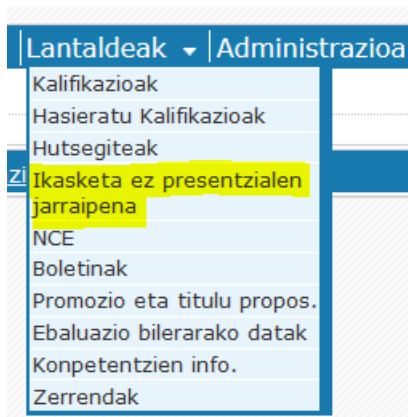 Lantaldeak Administrazioa
Kalifikazioak
Hasieratu Kalifikazioak
Hutsegiteak
zi
Ikasketa ez presentzialen
jarraipena
NCE
Boletinak
Promozio eta titulu propos.
Ebaluazio bilerarako datak
Konpetentzien info.
Zerrendak